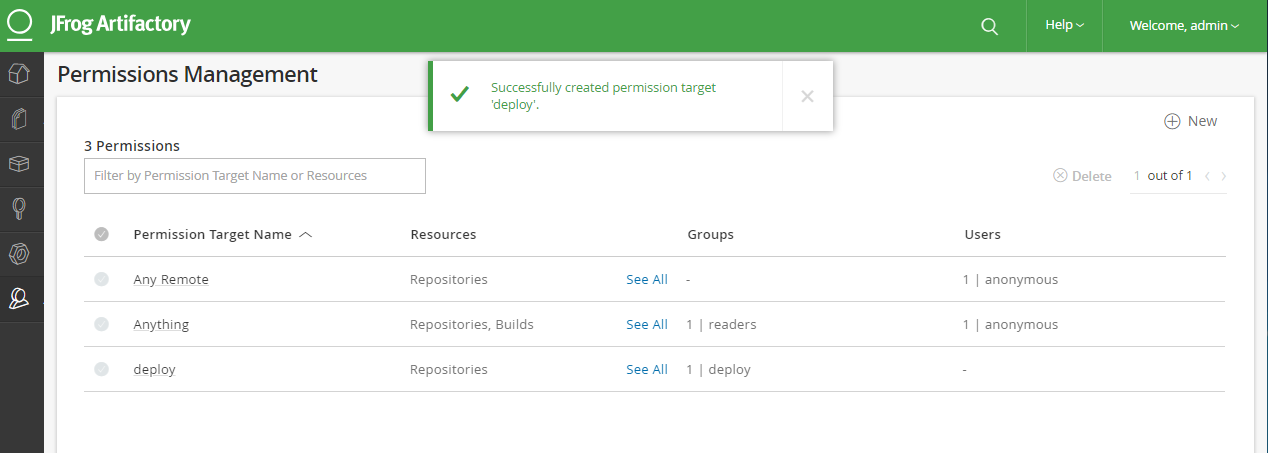 JFrog Artifactory
Help
Welcome, admin
Permissions Management
Successfully created permission target
'deploy'.
New
3 Permissions
Filter by Permission Target Name or Resources
Delete
1 out of 1
Permission Target Name Resources Groups Users
Any Remote Repositories See All - 1 | anonymous
Anything Repositories, Builds See All 1 | readers 1 | anonymous
deploy Repositories See All 1 | deploy -